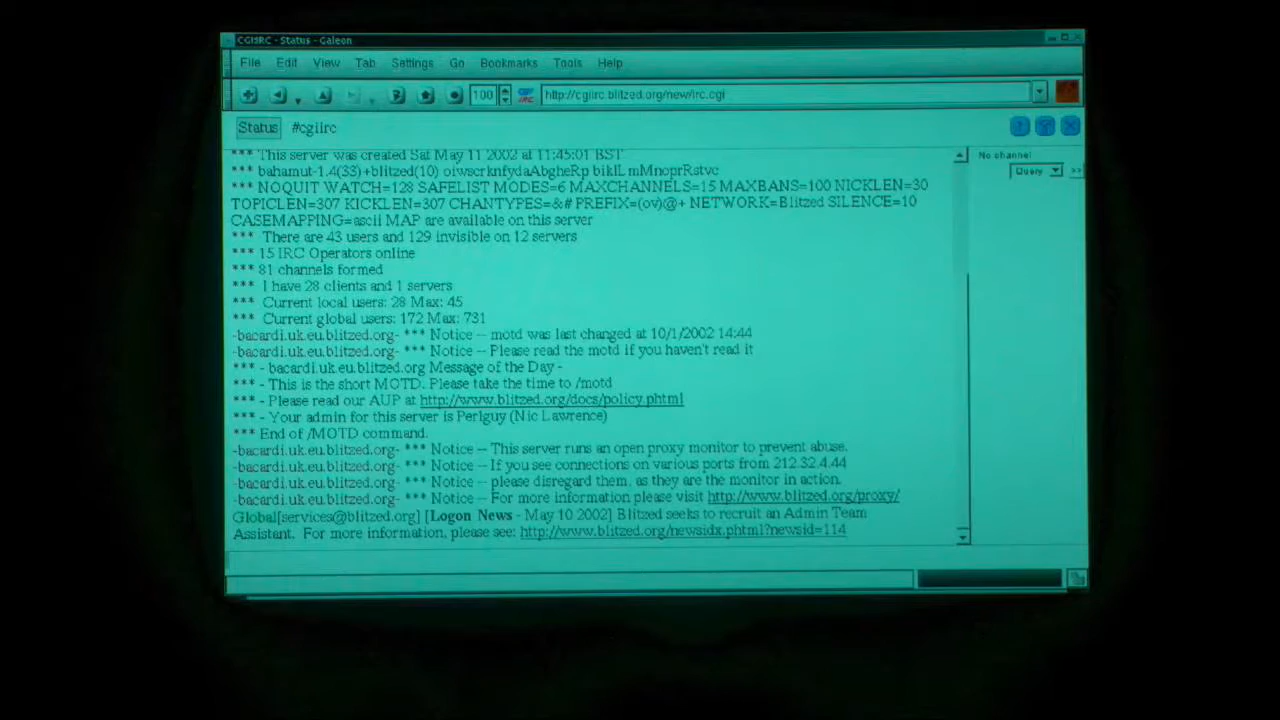 CGI:IRC - Status - Galeon
File Edit View Tab Settings Go Bookmarks Tools Help
100 http://cgiirc.blitzed.org/new/irc.cgi
Status #cgiirc
*** This server was created Sat May 11 2002 at 11:45:01 BST
*** bahamut-1.4(33)+blitzed(10) oiwscrknfydaAbgheRp biklLmMnoprRstvc
*** NOQUIT WATCH=128 SAFELIST MODES=6 MAXCHANNELS=15 MAXBANS=100 NICKLEN=30
TOPICLEN=307 KICKLEN=307 CHANTYPES=&# PREFIX=(ov)@+ NETWORK=Blitzed SILENCE=10
CASEMAPPING=ascii MAP are available on this server
*** There are 43 users and 129 invisible on 12 servers
*** 15 IRC Operators online
*** 81 channels formed
*** I have 28 clients and 1 servers
*** Current local users: 28 Max: 45
*** Current global users: 172 Max: 731
-bacardi.uk.eu.blitzed.org- *** Notice -- motd was last changed at 10/1/2002 14:44
-bacardi.uk.eu.blitzed.org- *** Notice -- Please read the motd if you haven't read it
*** - bacardi.uk.eu.blitzed.org Message of the Day -
*** - This is the short MOTD. Please take the time to /motd
*** - Please read our AUP at http://www.blitzed.org/docs/policy.phtml
*** - Your admin for this server is Perlguy (Nic Lawrence)
*** End of /MOTD command.
-bacardi.uk.eu.blitzed.org- *** Notice -- This server runs an open proxy monitor to prevent abuse.
-bacardi.uk.eu.blitzed.org- *** Notice -- If you see connections on various ports from 212.32.4.44
-bacardi.uk.eu.blitzed.org- *** Notice -- please disregard them, as they are the monitor in action.
-bacardi.uk.eu.blitzed.org- *** Notice -- For more information please visit http://www.blitzed.org/proxy/
Global[services@blitzed.org] [Logon News - May 10 2002] Blitzed seeks to recruit an Admin Team
Assistant. For more information, please see: http://www.blitzed.org/newsidx.phtml?newsid=114
No channel
Query >>